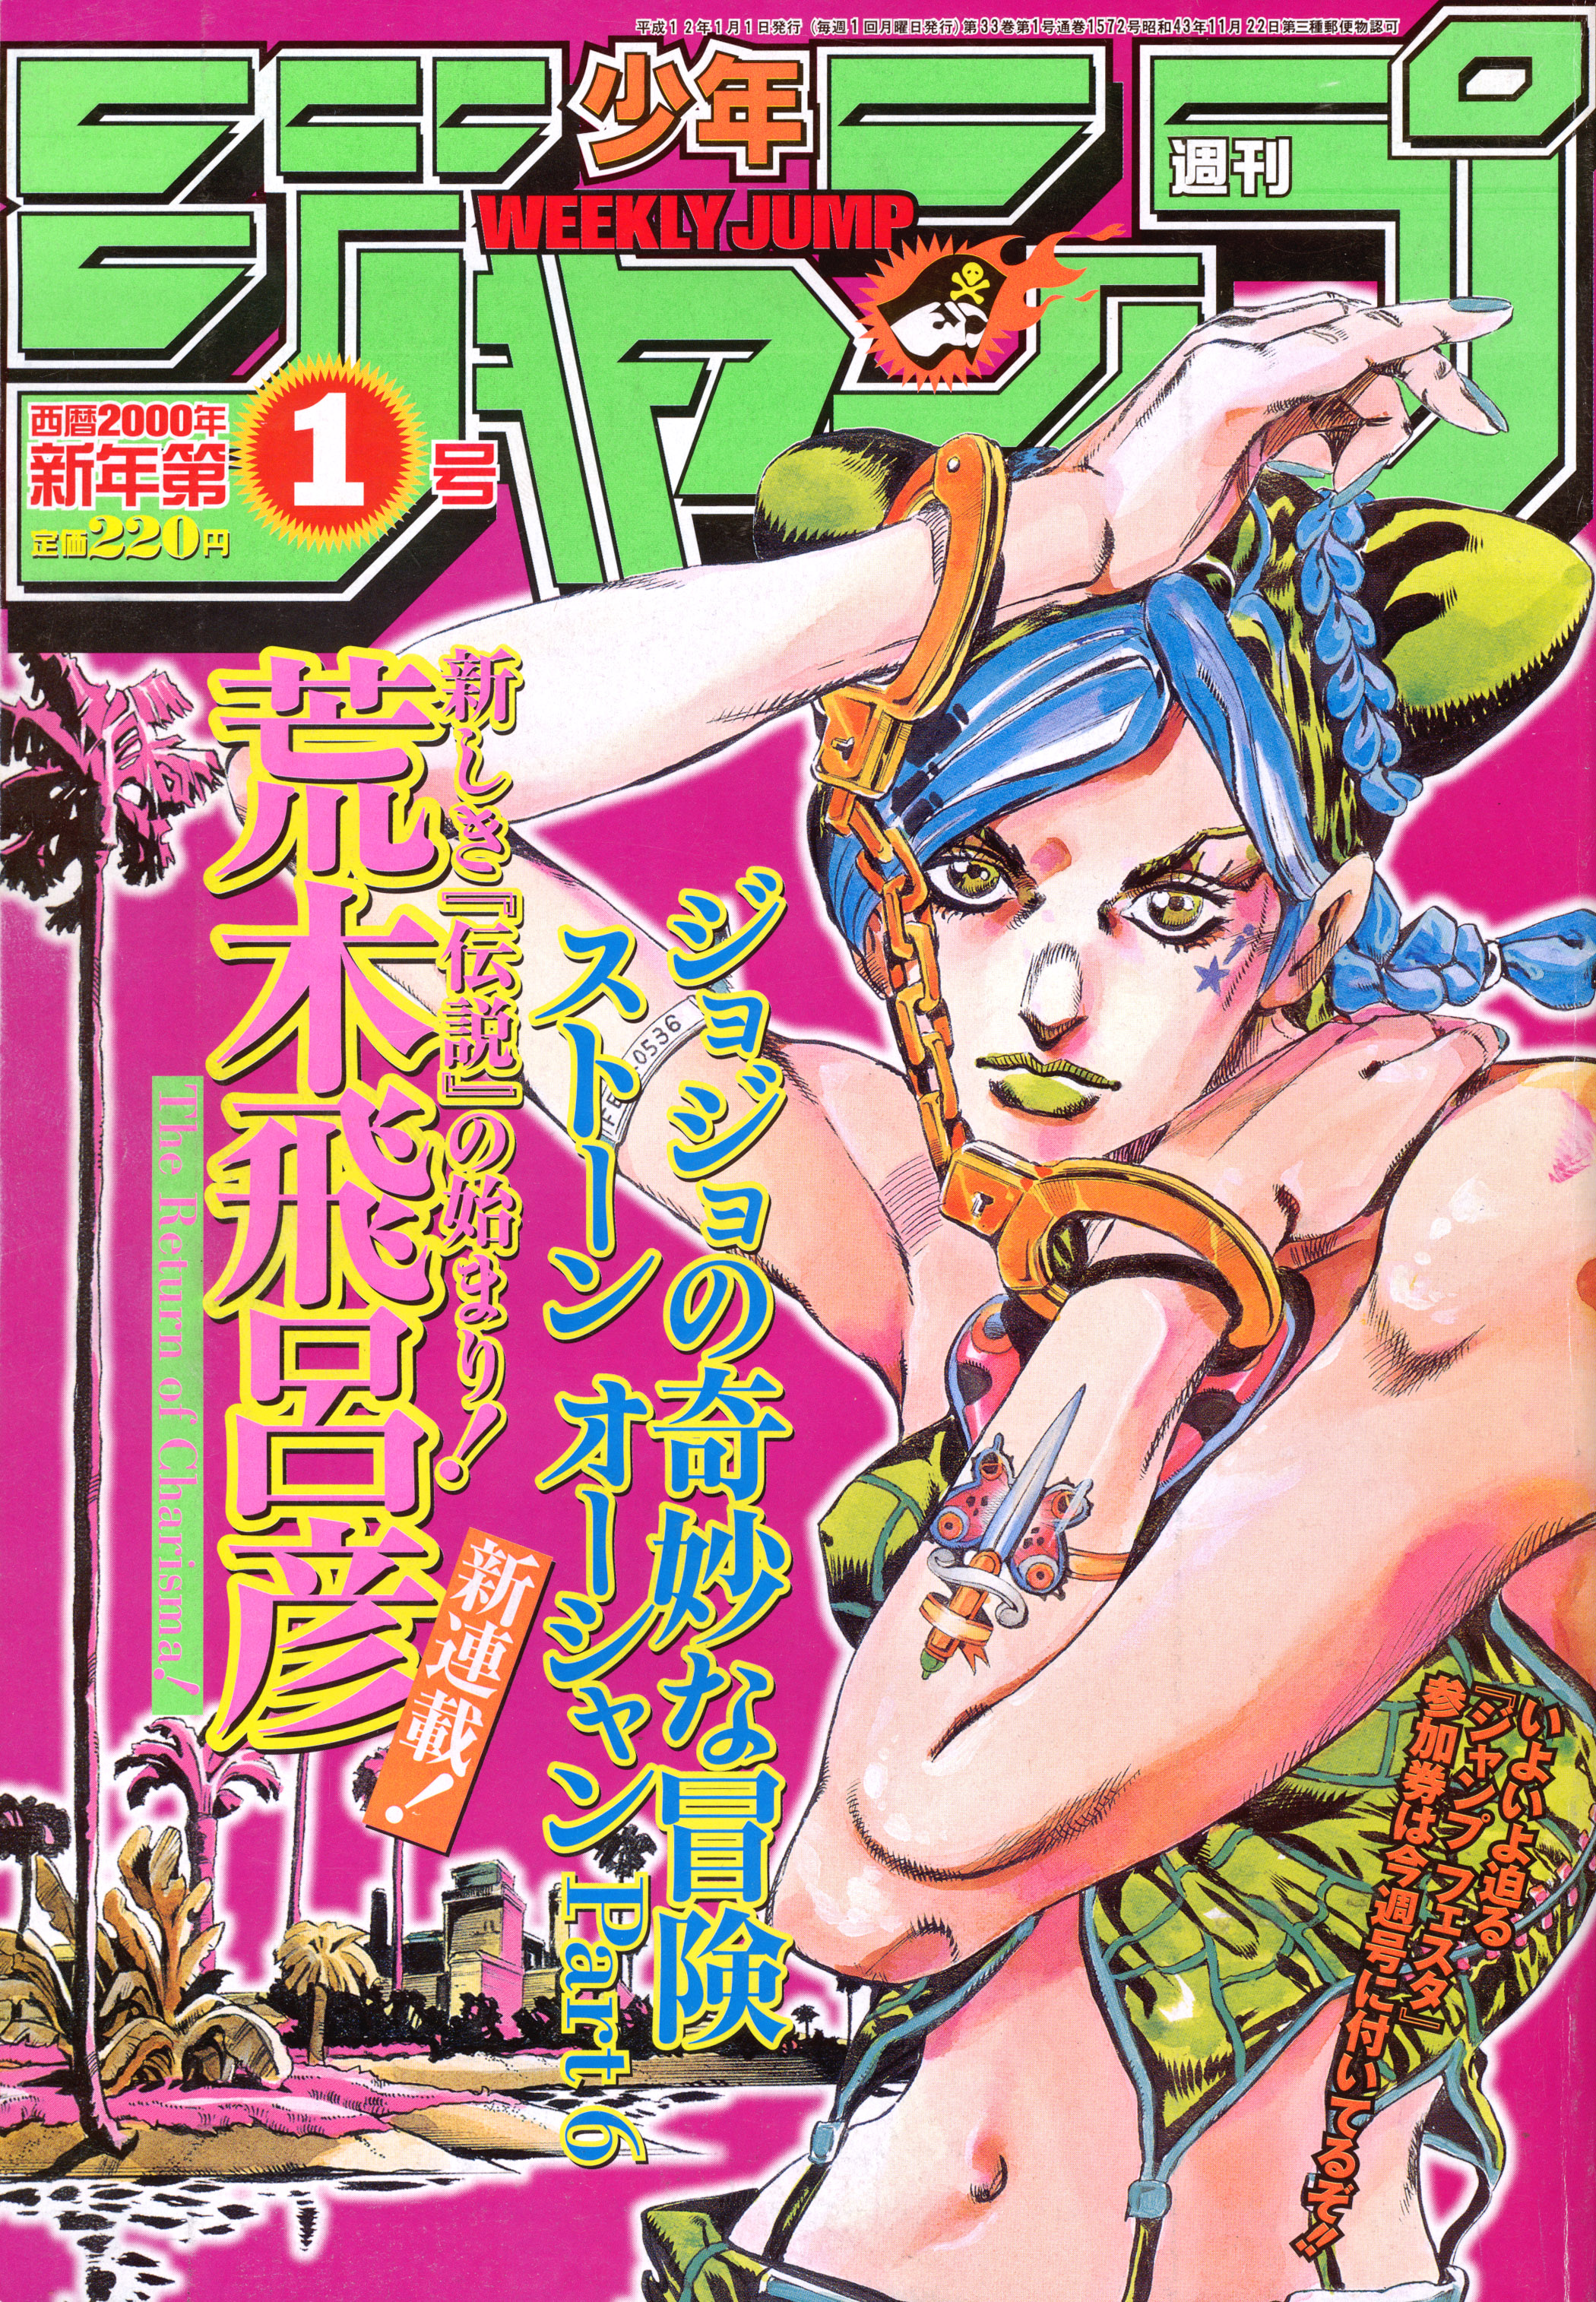 平成12年1月1日発行（毎週1回月曜日発行）第33巻第1号通巻1572号昭和43年11月22日第三種郵便物認可
週刊
少年
ジャンプ
WEEKLY JUMP
西暦2000年
新年第1号
定価220円
ジョジョの奇妙な冒険
ストーン オーシャン Part 6
新しき『伝説』の始まり!
荒木飛呂彦
新連載!
The Return of Charisma!
いよいよ迫る
『ジャンプ フェスタ』
参加券は今週号に付いてるぞ!!
FE 0536